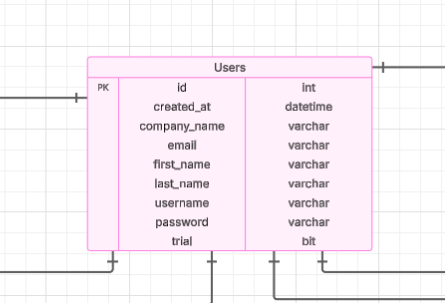 Users
PK id int
created_at datetime
company_name varchar
email varchar
first_name varchar
last_name varchar
username varchar
password varchar
trial bit